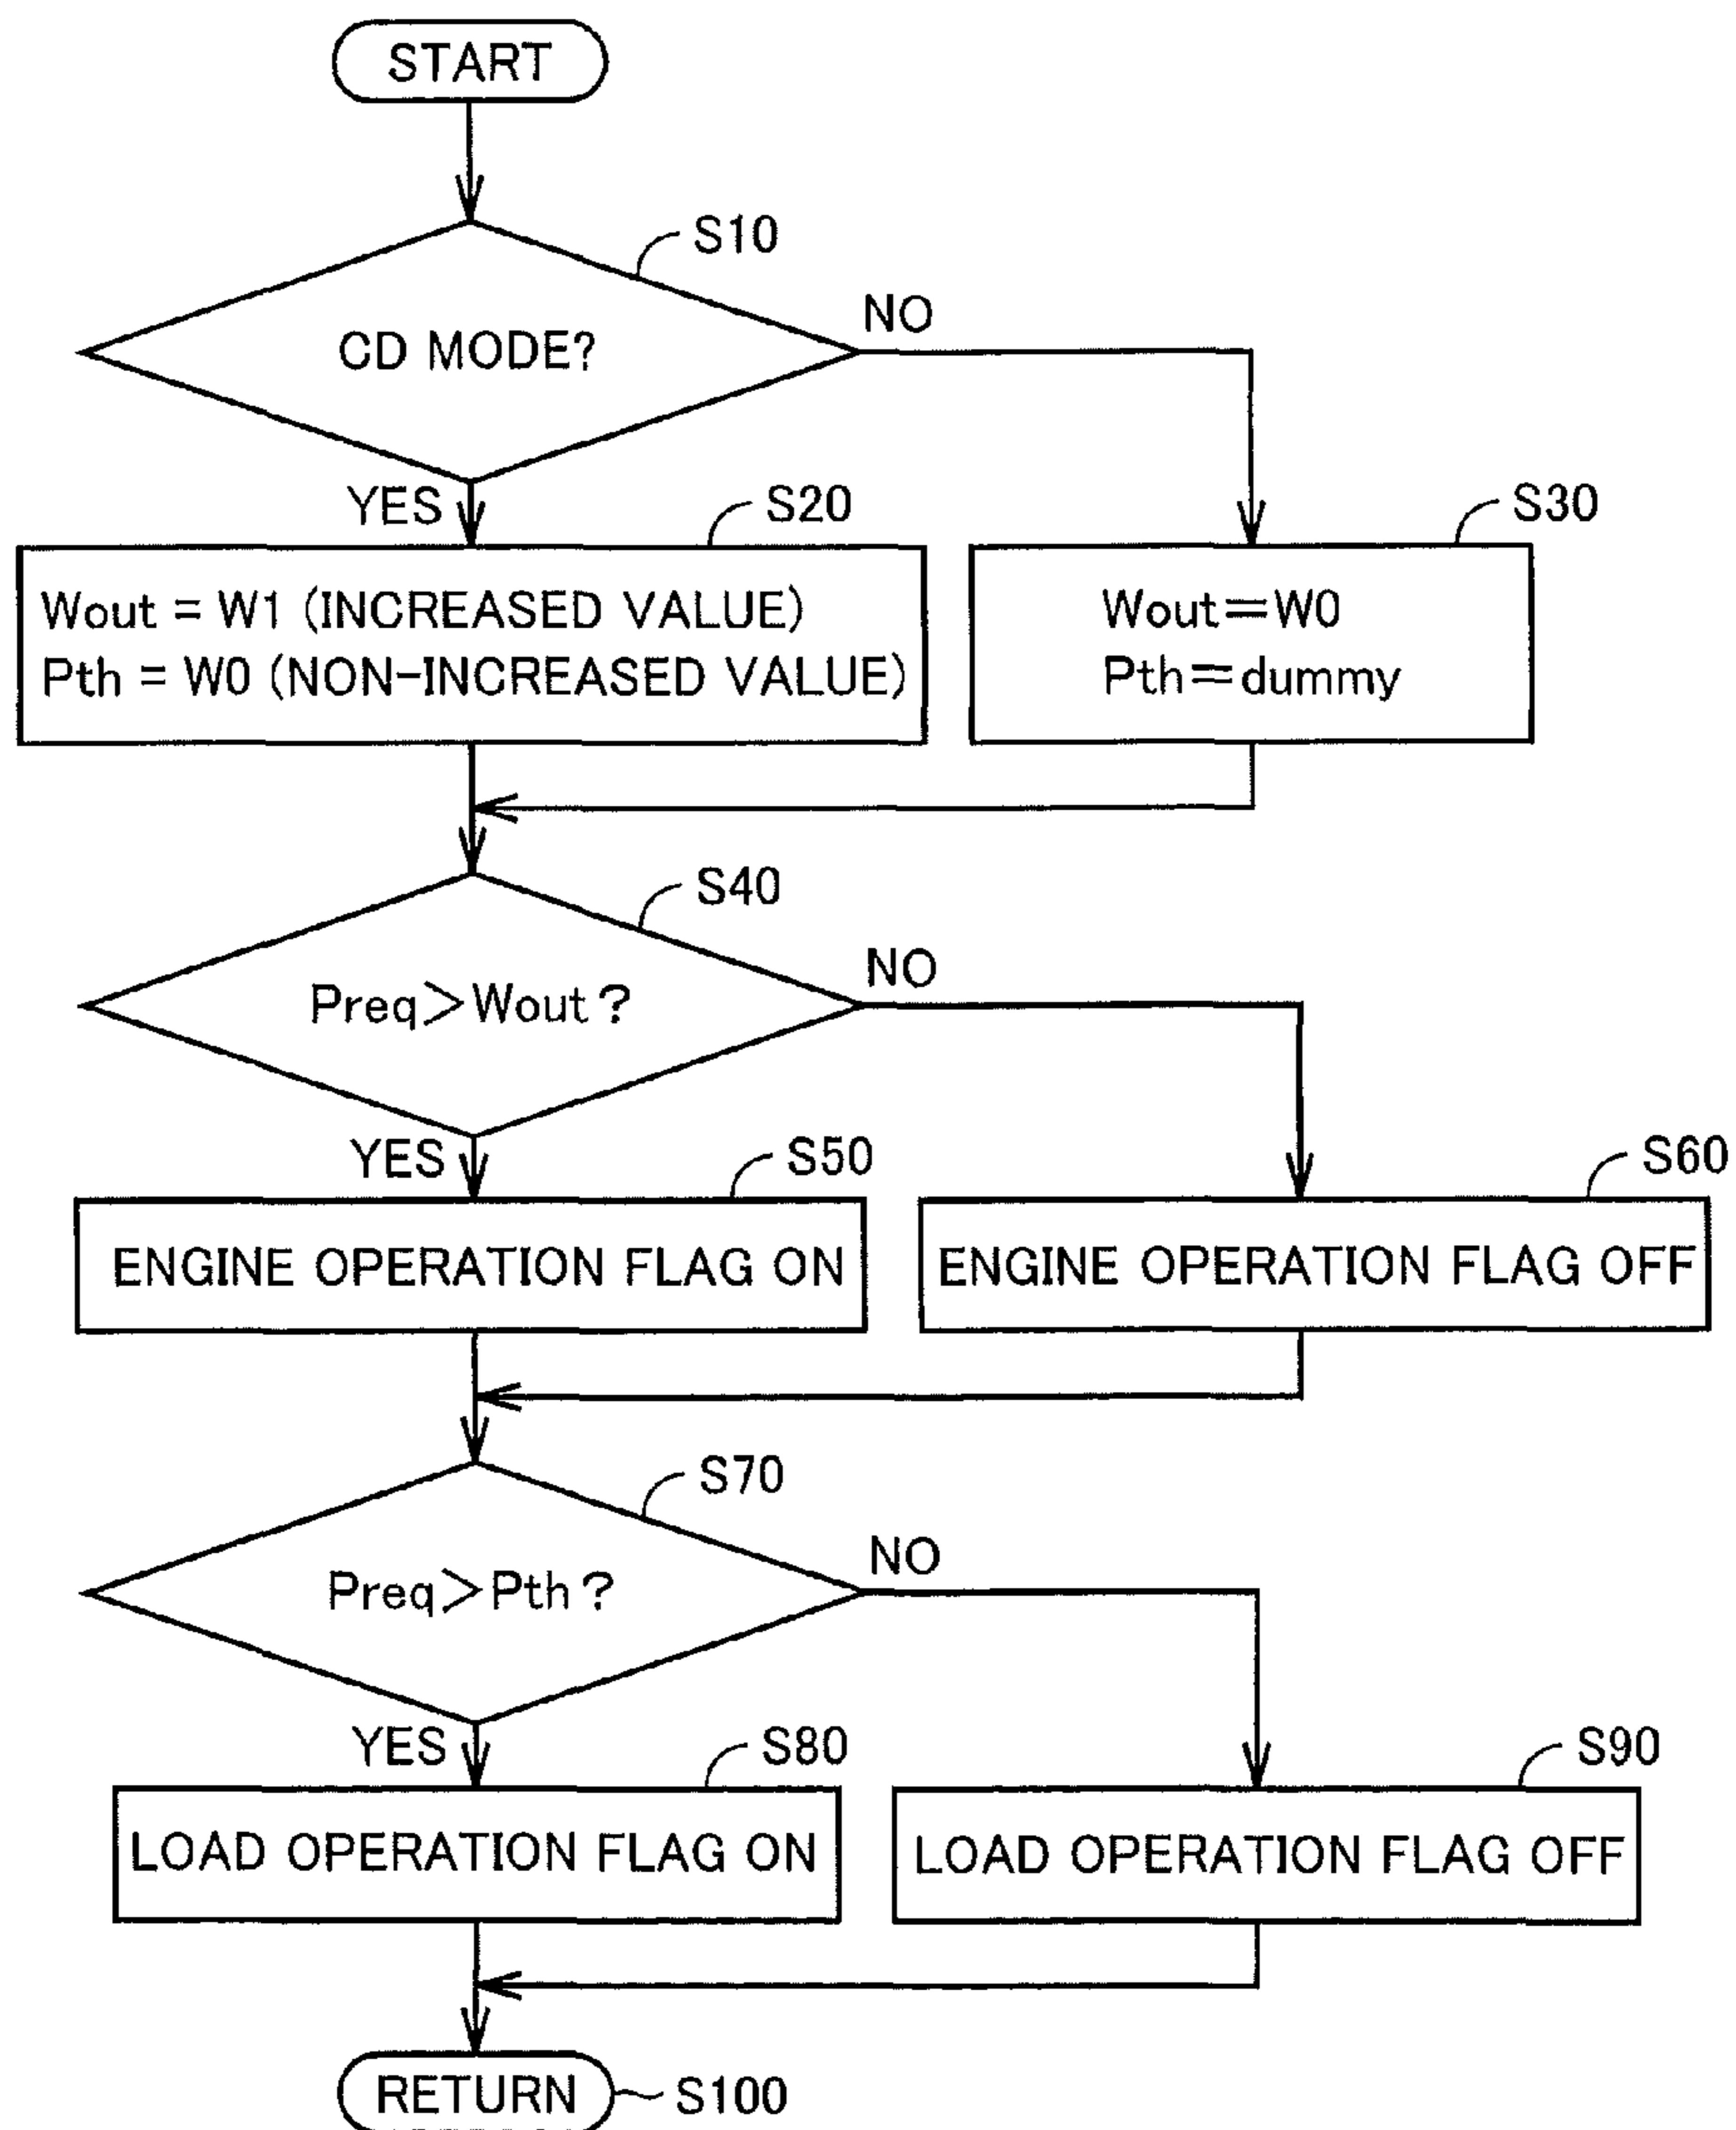 START
S10
CD MODE?
NO
YES
S20
S30
Wout = W1 (INCREASED VALUE)
Pth = W0 (NON-INCREASED VALUE)
Wout=W0
Pth=dummy
S40
Preq>Wout?
NO
YES
S50
S60
ENGINE OPERATION FLAG ON
ENGINE OPERATION FLAG OFF
S70
Preq>Pth?
NO
YES
S80
S90
LOAD OPERATION FLAG ON
LOAD OPERATION FLAG OFF
RETURN
S100